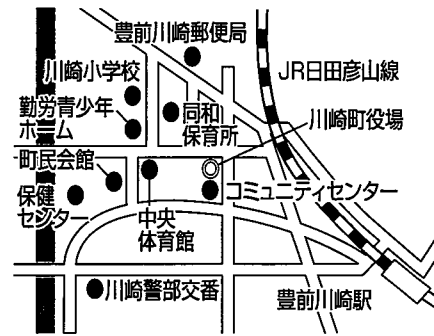 豊前川崎郵便局
川崎小学校
JR日田彦山線
勤労青少年
ホーム
同和
保育所
川崎町役場
町民会館
保健
センター
コミュニティセンター
中央
体育館
川崎警部交番
豊前川崎駅